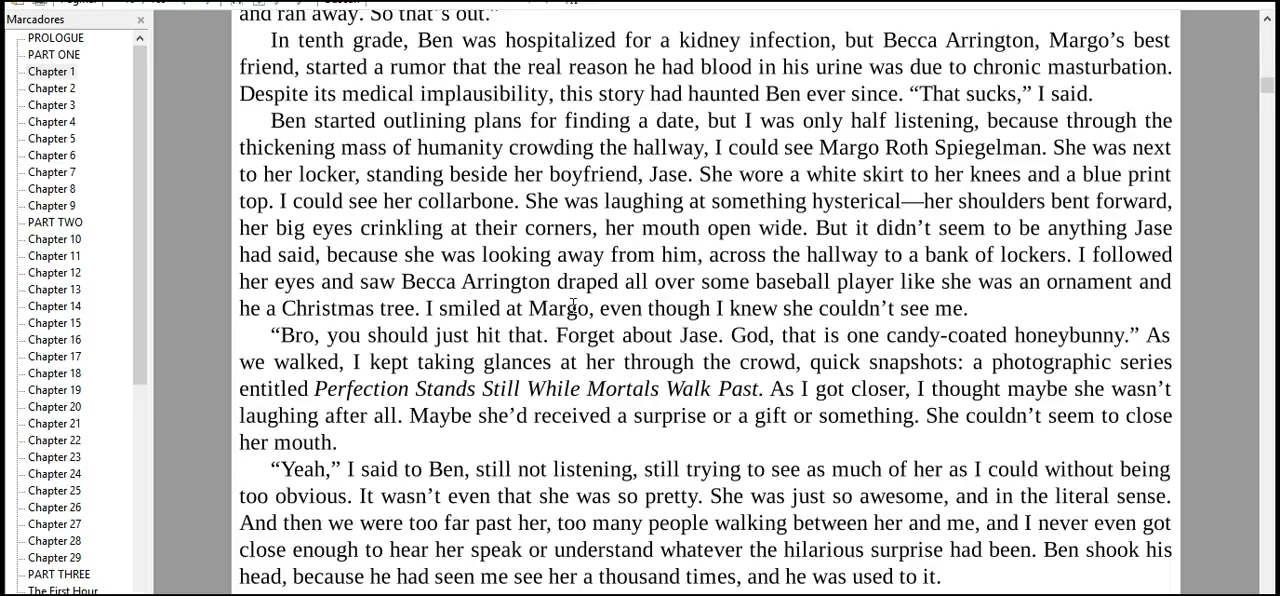 Marcadores
PROLOGUE
PART ONE
Chapter 1
Chapter 2
Chapter 3
Chapter 4
Chapter 5
Chapter 6
Chapter 7
Chapter 8
Chapter 9
PART TWO
Chapter 10
Chapter 11
Chapter 12
Chapter 13
Chapter 14
Chapter 15
Chapter 16
Chapter 17
Chapter 18
Chapter 19
Chapter 20
Chapter 21
Chapter 22
Chapter 23
Chapter 24
Chapter 25
Chapter 26
Chapter 27
Chapter 28
Chapter 29
PART THREE
The First Hour
and ran away. So that’s out.”
In tenth grade, Ben was hospitalized for a kidney infection, but Becca Arrington, Margo’s best
friend, started a rumor that the real reason he had blood in his urine was due to chronic masturbation.
Despite its medical implausibility, this story had haunted Ben ever since. “That sucks,” I said.
Ben started outlining plans for finding a date, but I was only half listening, because through the
thickening mass of humanity crowding the hallway, I could see Margo Roth Spiegelman. She was next
to her locker, standing beside her boyfriend, Jase. She wore a white skirt to her knees and a blue print
top. I could see her collarbone. She was laughing at something hysterical—her shoulders bent forward,
her big eyes crinkling at their corners, her mouth open wide. But it didn’t seem to be anything Jase
had said, because she was looking away from him, across the hallway to a bank of lockers. I followed
her eyes and saw Becca Arrington draped all over some baseball player like she was an ornament and
he a Christmas tree. I smiled at Margo, even though I knew she couldn’t see me.
“Bro, you should just hit that. Forget about Jase. God, that is one candy-coated honeybunny.” As
we walked, I kept taking glances at her through the crowd, quick snapshots: a photographic series
entitled Perfection Stands Still While Mortals Walk Past. As I got closer, I thought maybe she wasn’t
laughing after all. Maybe she’d received a surprise or a gift or something. She couldn’t seem to close
her mouth.
“Yeah,” I said to Ben, still not listening, still trying to see as much of her as I could without being
too obvious. It wasn’t even that she was so pretty. She was just so awesome, and in the literal sense.
And then we were too far past her, too many people walking between her and me, and I never even got
close enough to hear her speak or understand whatever the hilarious surprise had been. Ben shook his
head, because he had seen me see her a thousand times, and he was used to it.